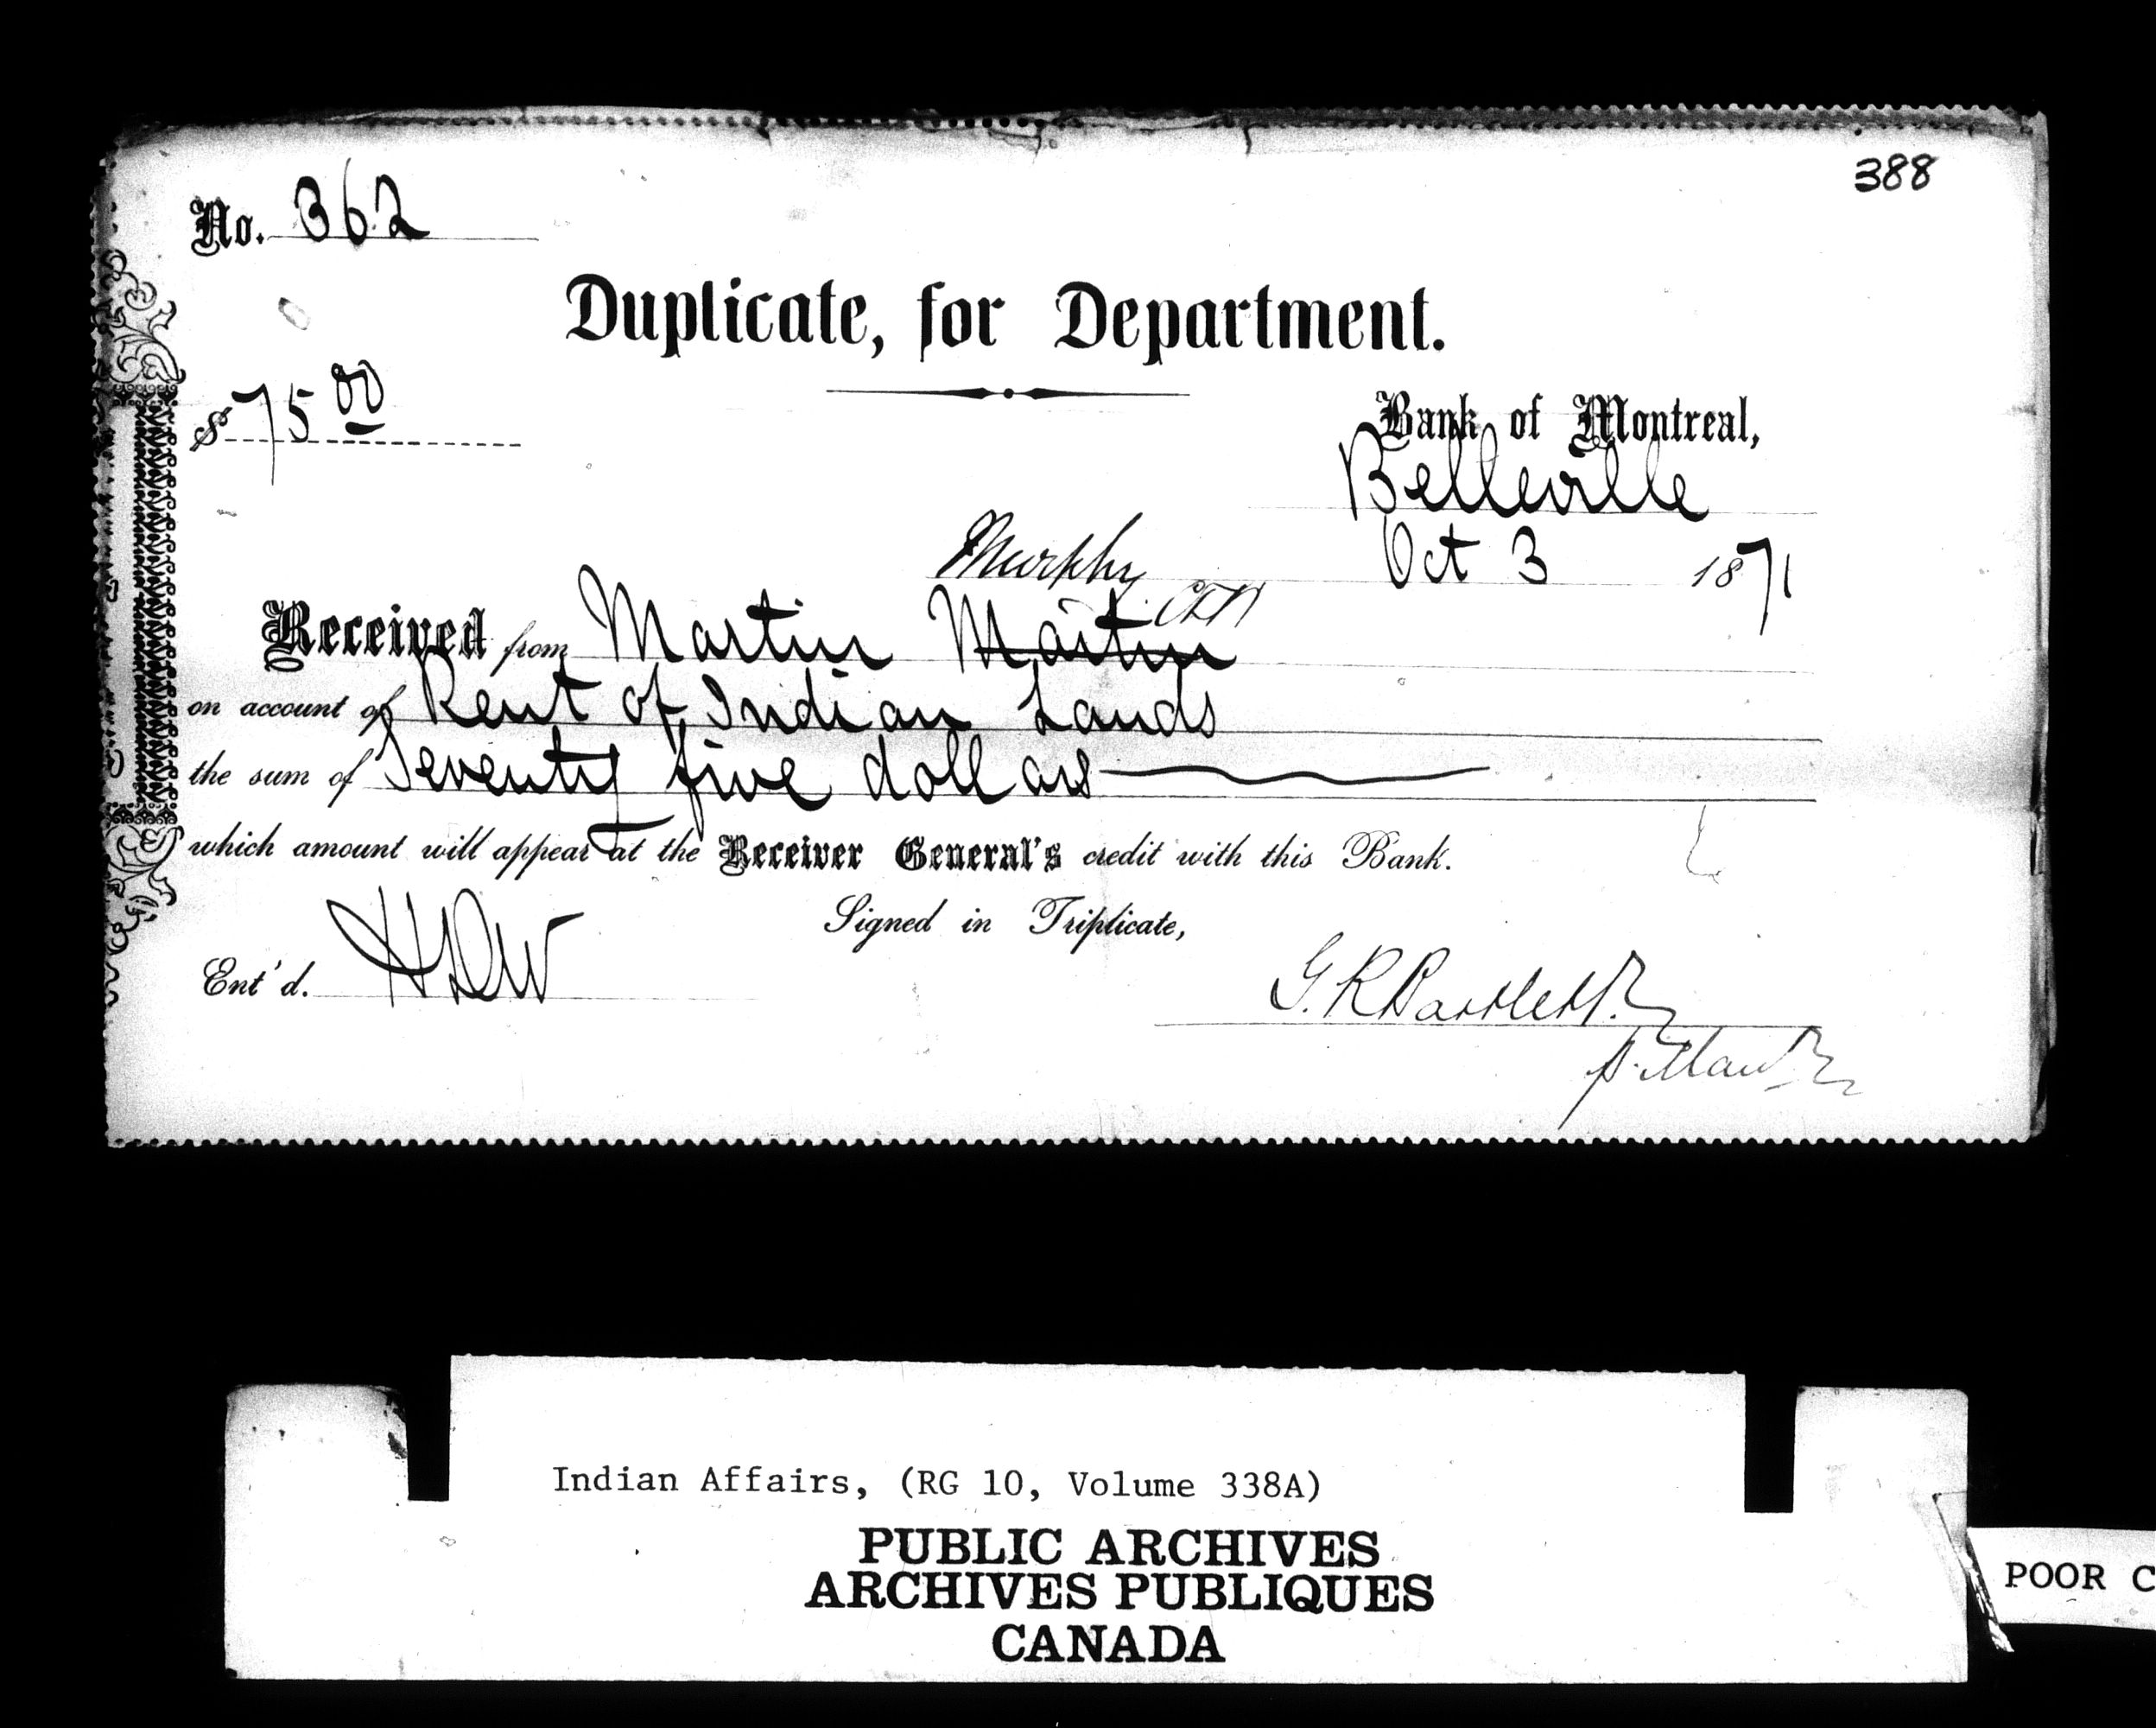 388
No. 362
Duplicate, for Department.
$ 75 00
Bank of Montreal,
Belleville
Oct 3 1871
Murphy
Received from Martin Martin
on account of Rent of Indian Lands
the sum of Seventy five dollars
which amount will appear at the Receiver General's credit with this Bank.
Signed in Triplicate,
Ent'd.
G. R Bartlett
Indian Affairs, (RG 10, Volume 338A)
PUBLIC ARCHIVES
ARCHIVES PUBLIQUES
CANADA
POOR C